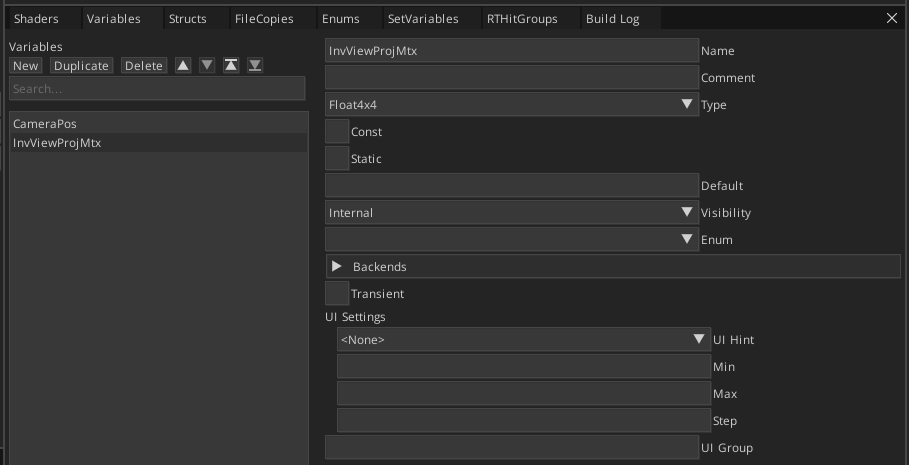 Shaders Variables Structs FileCopies Enums SetVariables RTHitGroups Build Log
Variables
New Duplicate Delete
Search...
CameraPos
InvViewProjMtx
InvViewProjMtx Name
Comment
Float4x4 Type
Const
Static
Default
Internal Visibility
Enum
Backends
Transient
UI Settings
<None> UI Hint
Min
Max
Step
UI Group